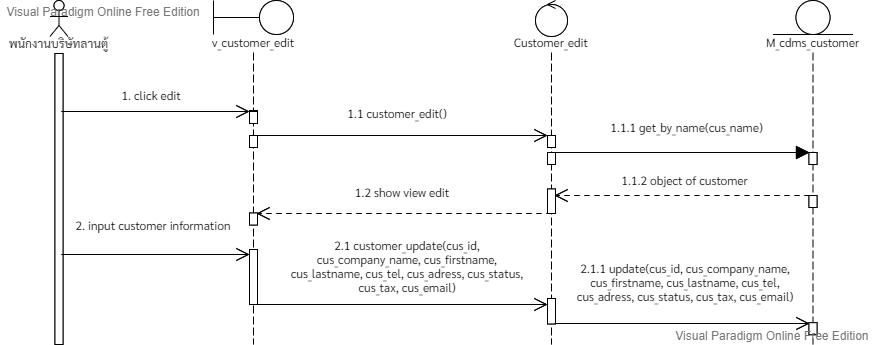 Visual Paradigm Online Free Edition
พนักงานบริษัทลานตู้
v_customer_edit
Customer_edit
M_cdms_customer
1. click edit
1.1 customer_edit()
1.1.1 get_by_name(cus_name)
1.1.2 object of customer
1.2 show view edit
2. input customer information
2.1 customer_update(cus_id,
cus_company_name, cus_firstname,
cus_lastname, cus_tel, cus_adress, cus_status,
cus_tax, cus_email)
2.1.1 update(cus_id, cus_company_name,
cus_firstname, cus_lastname, cus_tel,
cus_adress, cus_status, cus_tax, cus_email)
Visual Paradigm Online Free Edition